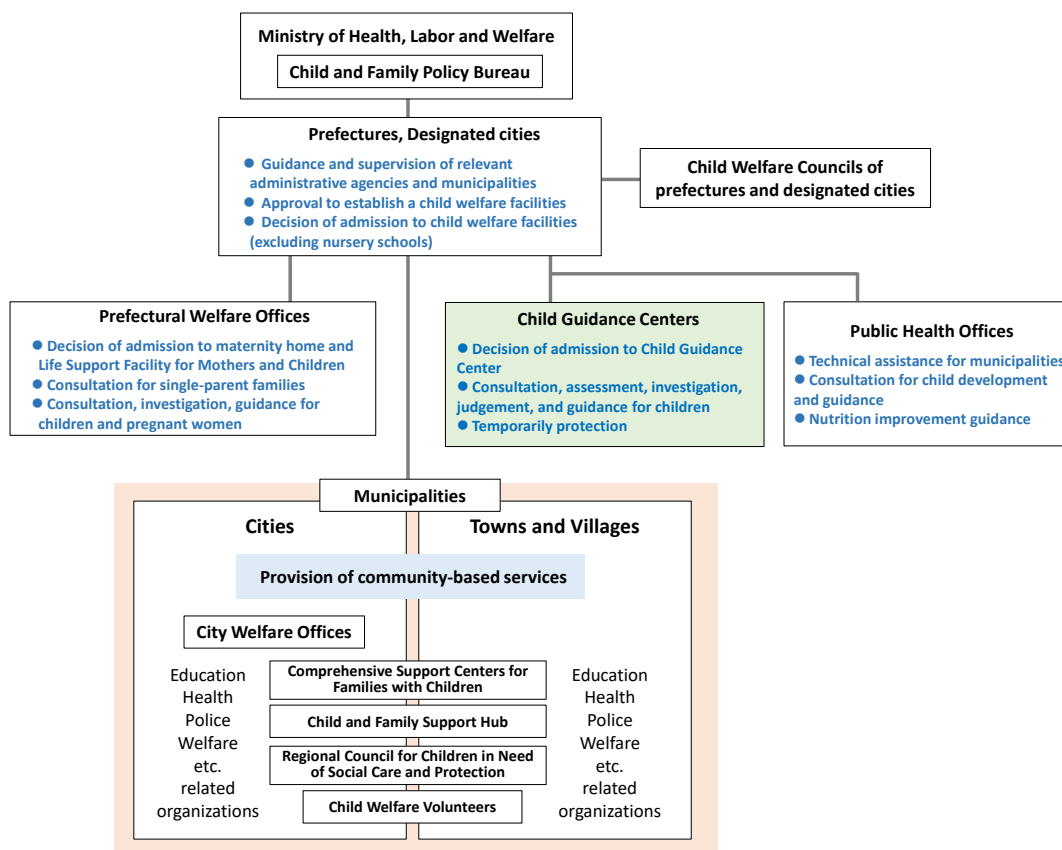 Ministry of Health, Labor and Welfare
Child and Family Policy Bureau
Prefectures, Designated cities
● Guidance and supervision of relevant
administrative agencies and municipalities
● Approval to establish a child welfare facilities
● Decision of admission to child welfare facilities
(excluding nursery schools)
Child Welfare Councils of
prefectures and designated cities
Prefectural Welfare Offices
● Decision of admission to maternity home and
Life Support Facility for Mothers and Children
● Consultation for single-parent families
● Consultation, investigation, guidance for
children and pregnant women
Child Guidance Centers
● Decision of admission to Child Guidance
Center
● Consultation, assessment, investigation,
judgement, and guidance for children
● Temporarily protection
Public Health Offices
● Technical assistance for municipalities
● Consultation for child development
and guidance
● Nutrition improvement guidance
Municipalities
Cities
Towns and Villages
Provision of community-based services
City Welfare Offices
Education
Health
Police
Welfare
etc.
related
organizations
Comprehensive Support Centers for
Families with Children
Child and Family Support Hub
Regional Council for Children in Need
of Social Care and Protection
Child Welfare Volunteers
Education
Health
Police
Welfare
etc.
related
organizations